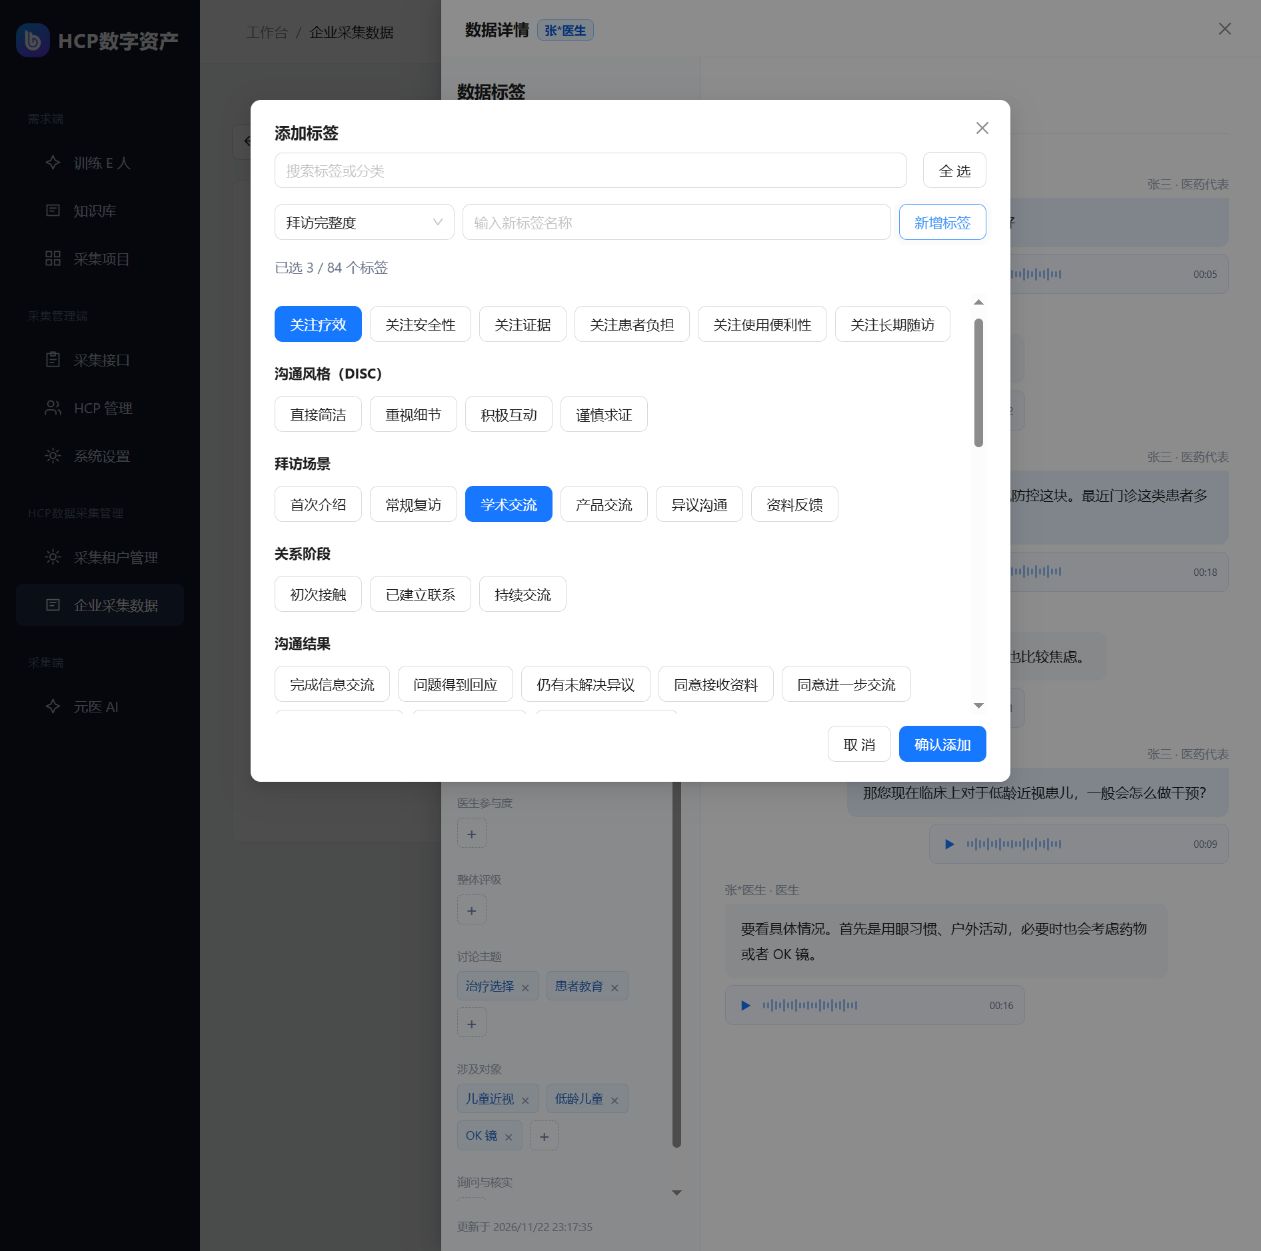 HCP数字资产
需求端
训练 E 人
知识库
采集项目
采集管理端
采集接口
HCP 管理
系统设置
HCP数据采集管理
采集租户管理
企业采集数据
采集端
元医 AI
工作台 / 企业采集数据
数据详情 张*医生
数据标签
添加标签
搜索标签或分类 全 选
拜访完整度 输入新标签名称 新增标签
已选 3 / 84 个标签
关注疗效 关注安全性 关注证据 关注患者负担 关注使用便利性 关注长期随访
沟通风格（DISC）
直接简洁 重视细节 积极互动 谨慎求证
拜访场景
首次介绍 常规复访 学术交流 产品交流 异议沟通 资料反馈
关系阶段
初次接触 已建立联系 持续交流
沟通结果
完成信息交流 问题得到回应 仍有未解决异议 同意接收资料 同意进一步交流
取 消 确认添加
医生参与度
+
整体评级
+
讨论主题
治疗选择 × 患者教育 ×
+
涉及对象
儿童近视 × 低龄儿童 ×
OK 镜 × +
询问与核实
更新于 2026/11/22 23:17:35
张三 · 医药代表
00:05
张三 · 医药代表
防控这块。最近门诊这类患者多
00:18
也比较焦虑。
张三 · 医药代表
那您现在临床上对于低龄近视患儿，一般会怎么做干预？
00:09
张*医生 · 医生
要看具体情况。首先是用眼习惯、户外活动，必要时也会考虑药物
或者 OK 镜。
00:16